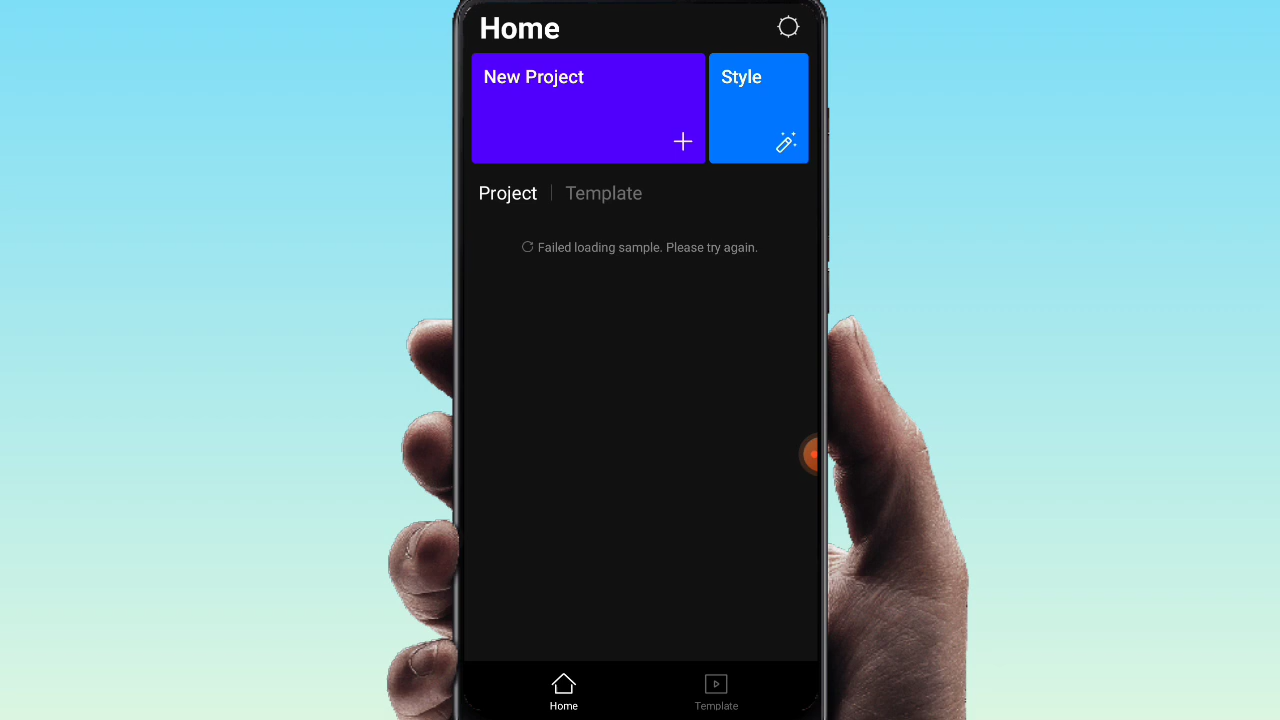 Home
New Project
Style
Project
Template
Failed loading sample. Please try again.
Home
Template